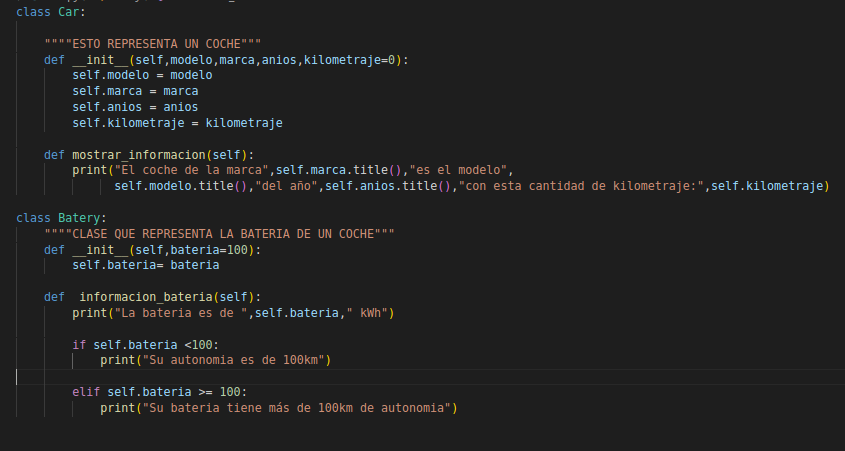 class Car:
""""ESTO REPRESENTA UN COCHE"""
def __init__(self,modelo,marca,anios,kilometraje=0):
self.modelo = modelo
self.marca = marca
self.anios = anios
self.kilometraje = kilometraje
def mostrar_informacion(self):
print("El coche de la marca",self.marca.title(),"es el modelo",
self.modelo.title(),"del año",self.anios.title(),"con esta cantidad de kilometraje:",self.kilometraje)
class Batery:
""""CLASE QUE REPRESENTA LA BATERIA DE UN COCHE"""
def __init__(self,bateria=100):
self.bateria= bateria
def  informacion_bateria(self):
print("La bateria es de ",self.bateria," kWh")
if self.bateria <100:
print("Su autonomia es de 100km")
elif self.bateria >= 100:
print("Su bateria tiene más de 100km de autonomia")